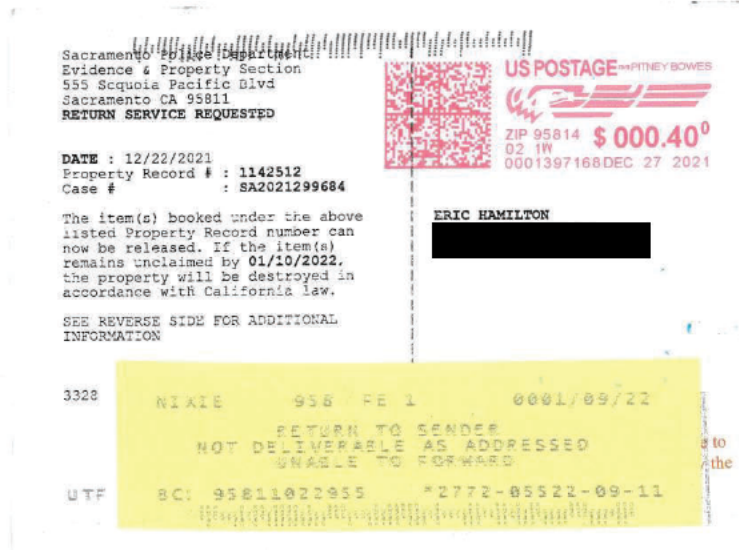 Sacramento Police Department
Evidence & Property Section
555 Sequoia Pacific Blvd
Sacramento CA 95811
RETURN SERVICE REQUESTED
US POSTAGE PITNEY BOWES
ZIP 95814 $ 000.40⁰
02 1W
0001397168 DEC 27 2021
DATE : 12/22/2021
Property Record # : 1142512
Case # : SA2021299684
The item(s) booked under the above
listed Property Record number can
now be released. If the item(s)
remains unclaimed by 01/10/2022,
the property will be destroyed in
accordance with California law.
SEE REVERSE SIDE FOR ADDITIONAL
INFORMATION
ERIC HAMILTON
3328
NIXIE 958 FE 1 0001/09/22
RETURN TO SENDER
NOT DELIVERABLE AS ADDRESSED
UNABLE TO FORWARD
UTF
BC: 95811022955 *2772-05522-09-11
to
the